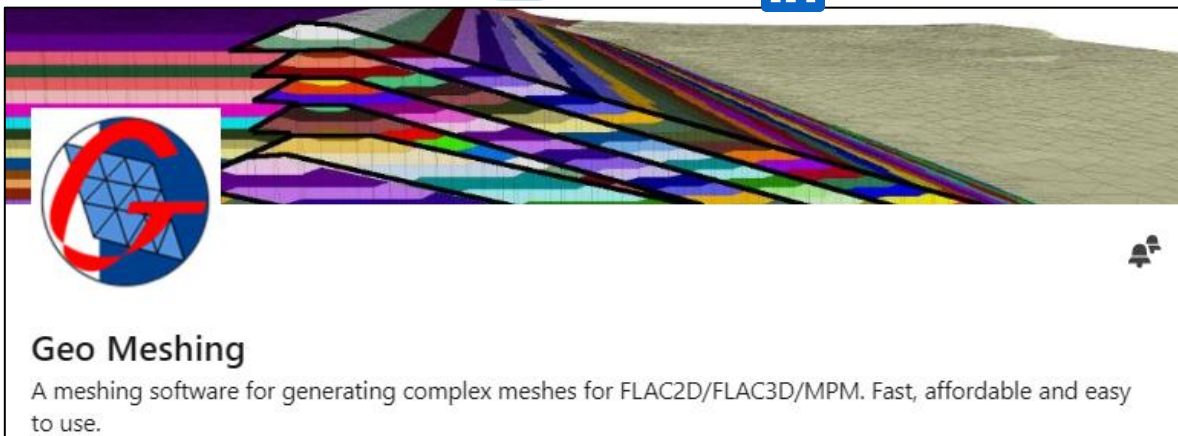 Geo Meshing
A meshing software for generating complex meshes for FLAC2D/FLAC3D/MPM. Fast, affordable and easy
to use.